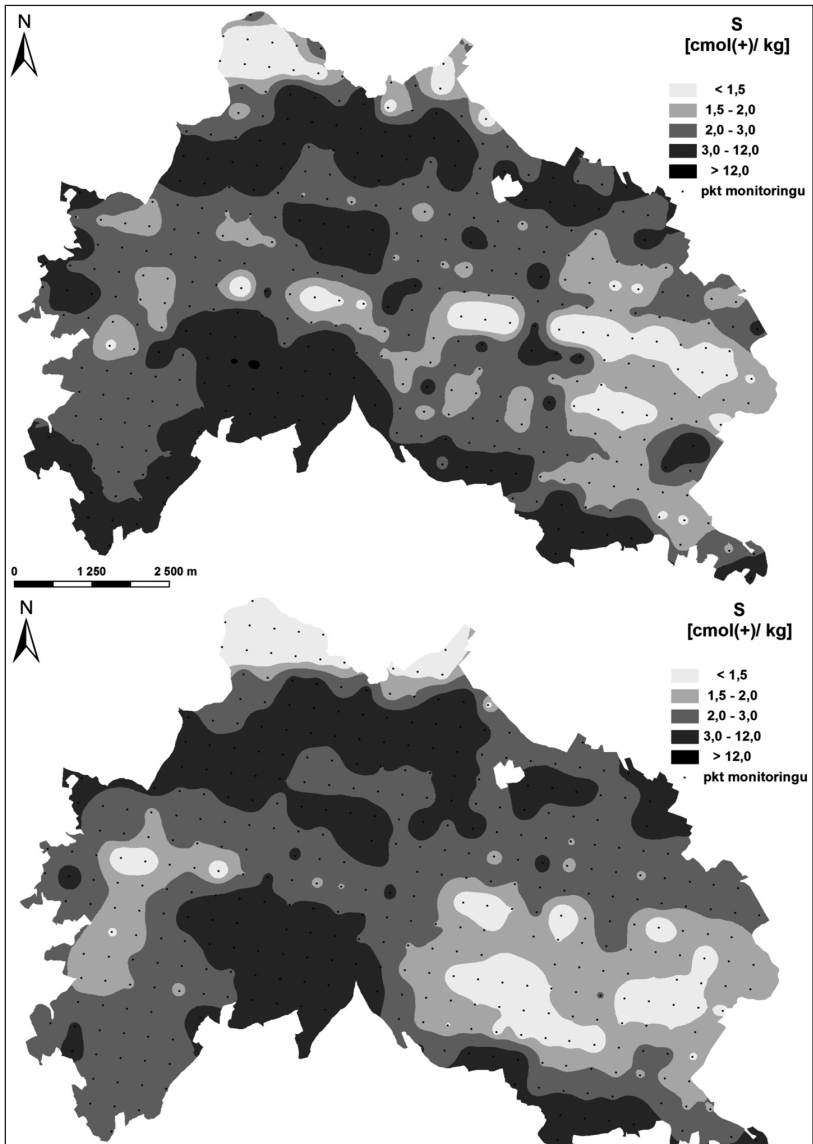 N
S
[cmol(+)/ kg]
< 1,5
1,5 - 2,0
2,0 - 3,0
3,0 - 12,0
> 12,0
pkt monitoringu
0 1 250 2 500 m
N
S
[cmol(+)/ kg]
< 1,5
1,5 - 2,0
2,0 - 3,0
3,0 - 12,0
> 12,0
pkt monitoringu